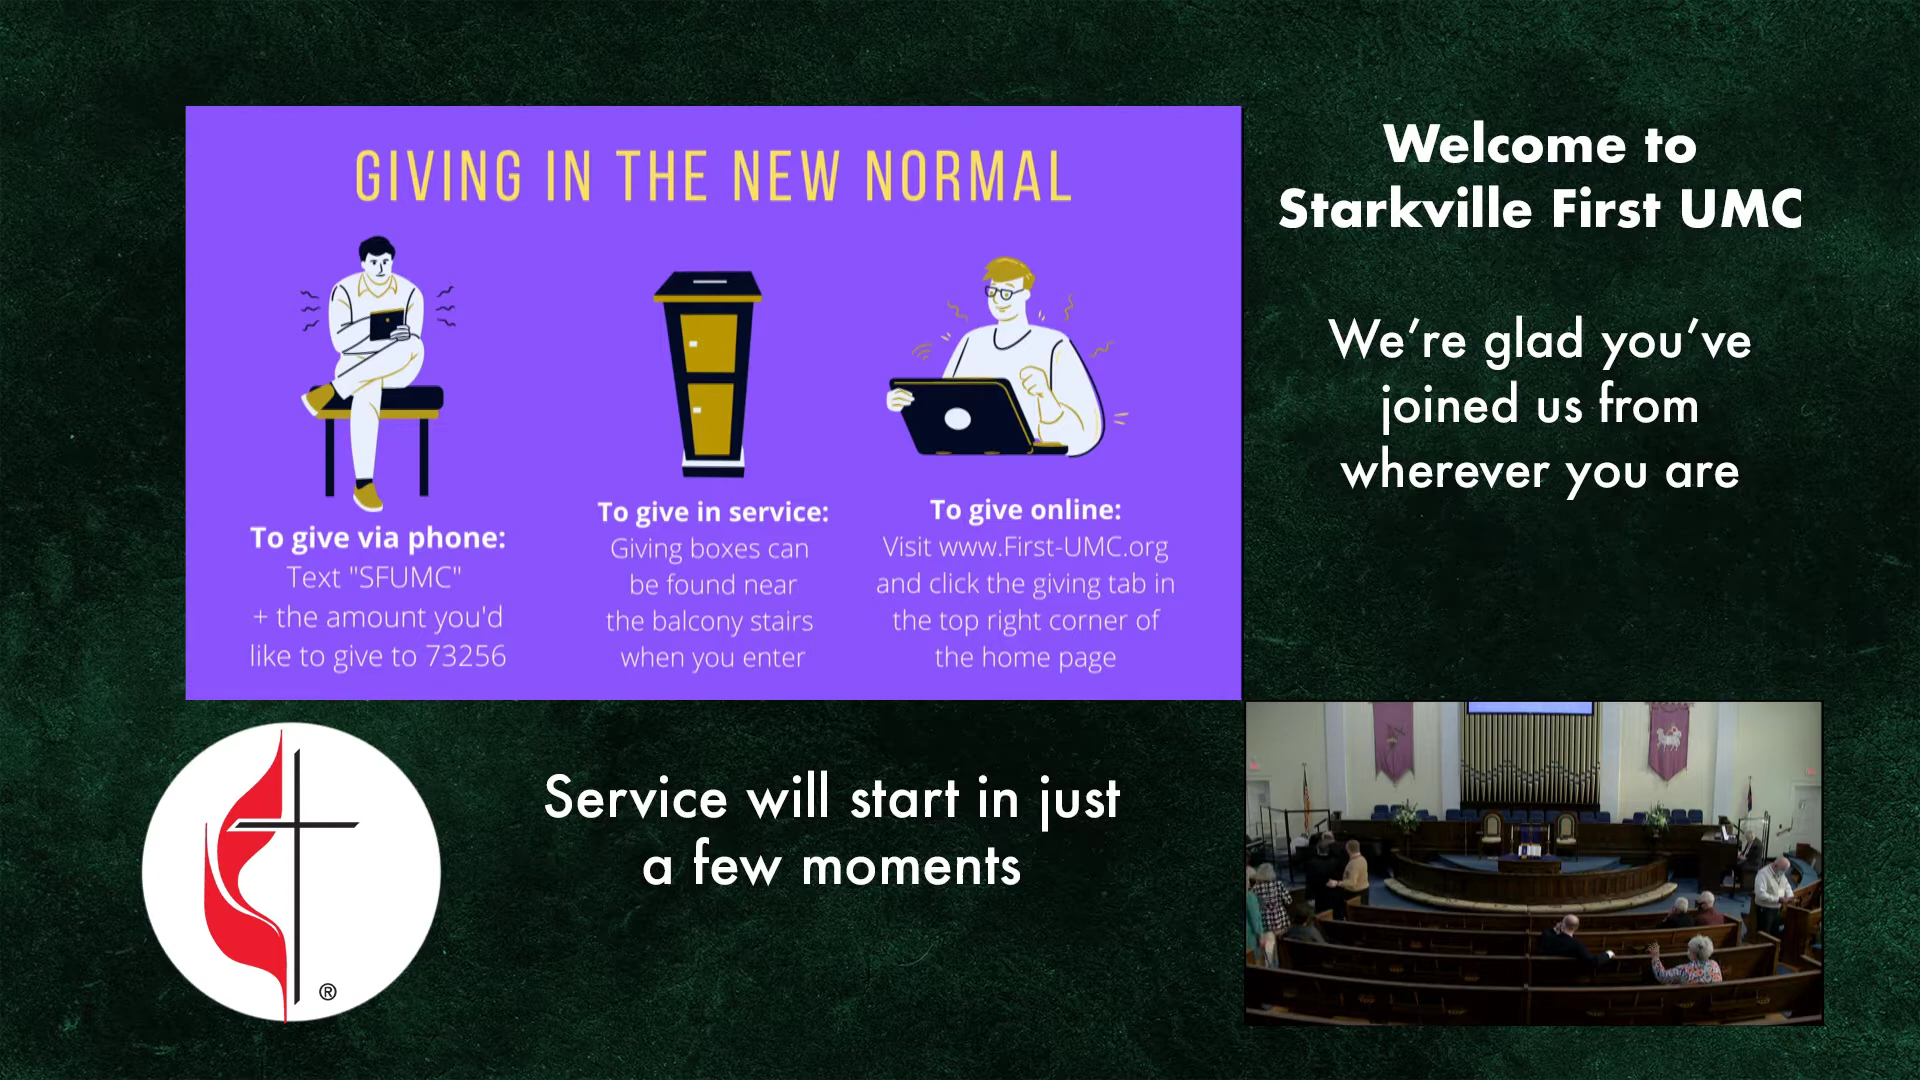 GIVING IN THE NEW NORMAL
To give via phone:
Text "SFUMC"
+ the amount you'd
like to give to 73256
To give in service:
Giving boxes can
be found near
the balcony stairs
when you enter
To give online:
Visit www.First-UMC.org
and click the giving tab in
the top right corner of
the home page
Welcome to
Starkville First UMC
We’re glad you’ve
joined us from
wherever you are
Service will start in just
a few moments
®